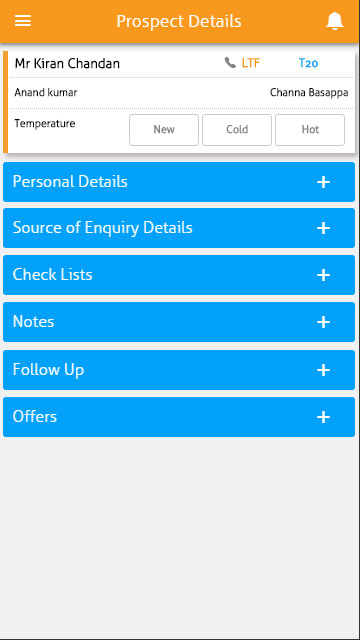 Prospect Details
Mr Kiran Chandan LTF T20
Anand kumar Channa Basappa
Temperature New Cold Hot
Personal Details +
Source of Enquiry Details +
Check Lists +
Notes +
Follow Up +
Offers +